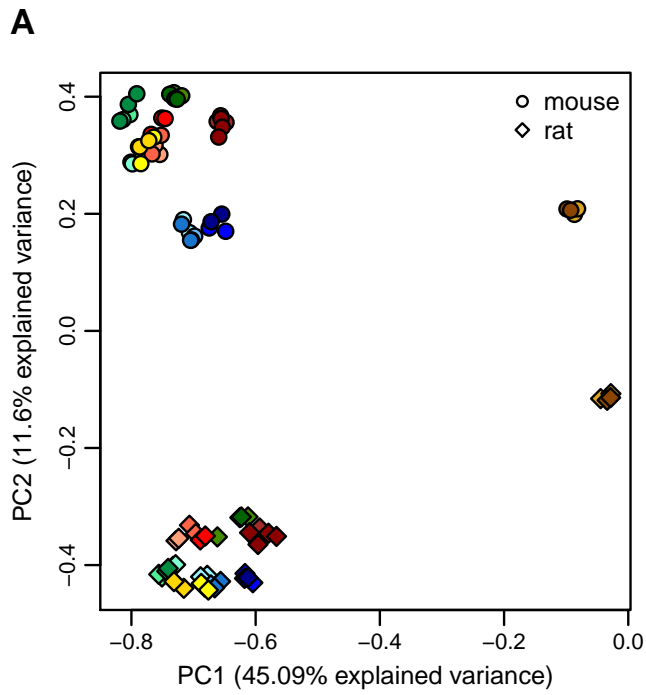 A
mouse
rat
0.4
0.2
0.0
−0.2
−0.4
PC2 (11.6% explained variance)
−0.8
−0.6
−0.4
−0.2
0.0
PC1 (45.09% explained variance)